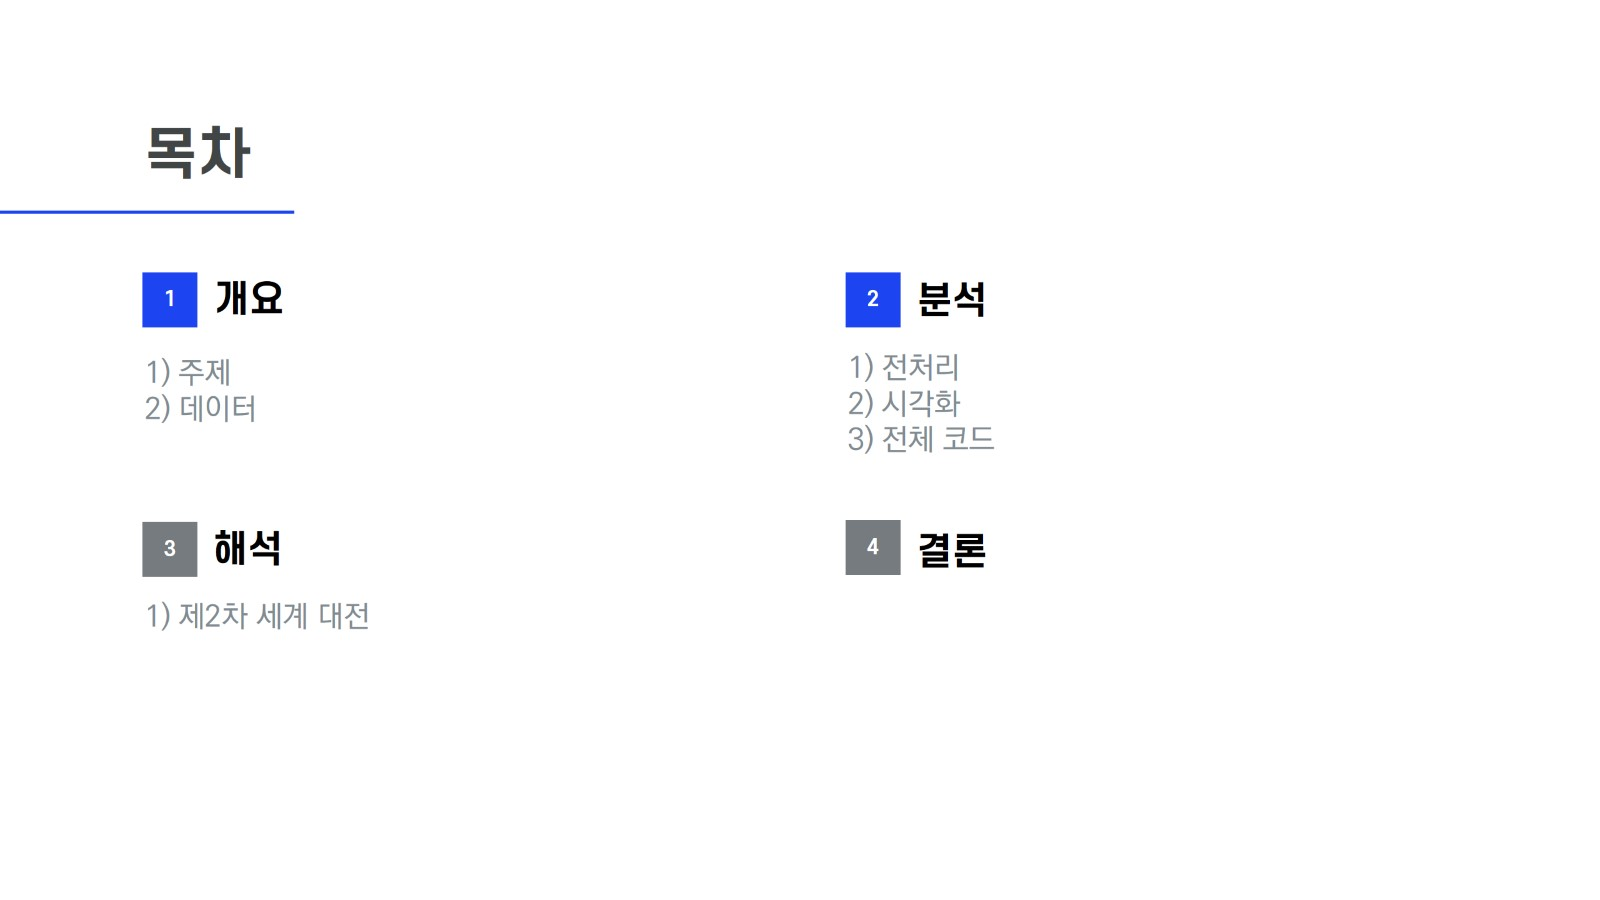 목차
1 개요
1) 주제
2) 데이터
2 분석
1) 전처리
2) 시각화
3) 전체 코드
3 해석
1) 제2차 세계 대전
4 결론